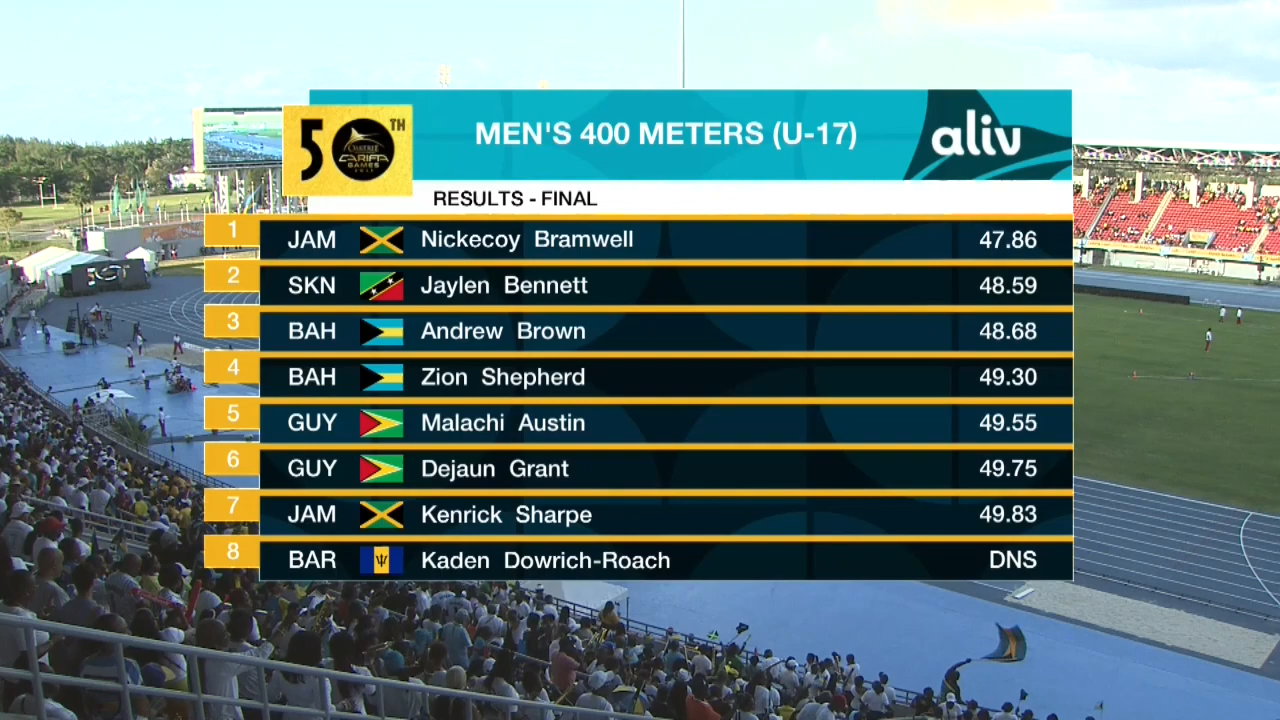 50TH
CARIFTA
GAMES
MEN'S 400 METERS (U-17)
aliv
RESULTS - FINAL
1 JAM Nickecoy Bramwell 47.86
2 SKN Jaylen Bennett 48.59
3 BAH Andrew Brown 48.68
4 BAH Zion Shepherd 49.30
5 GUY Malachi Austin 49.55
6 GUY Dejaun Grant 49.75
7 JAM Kenrick Sharpe 49.83
8 BAR Kaden Dowrich-Roach DNS